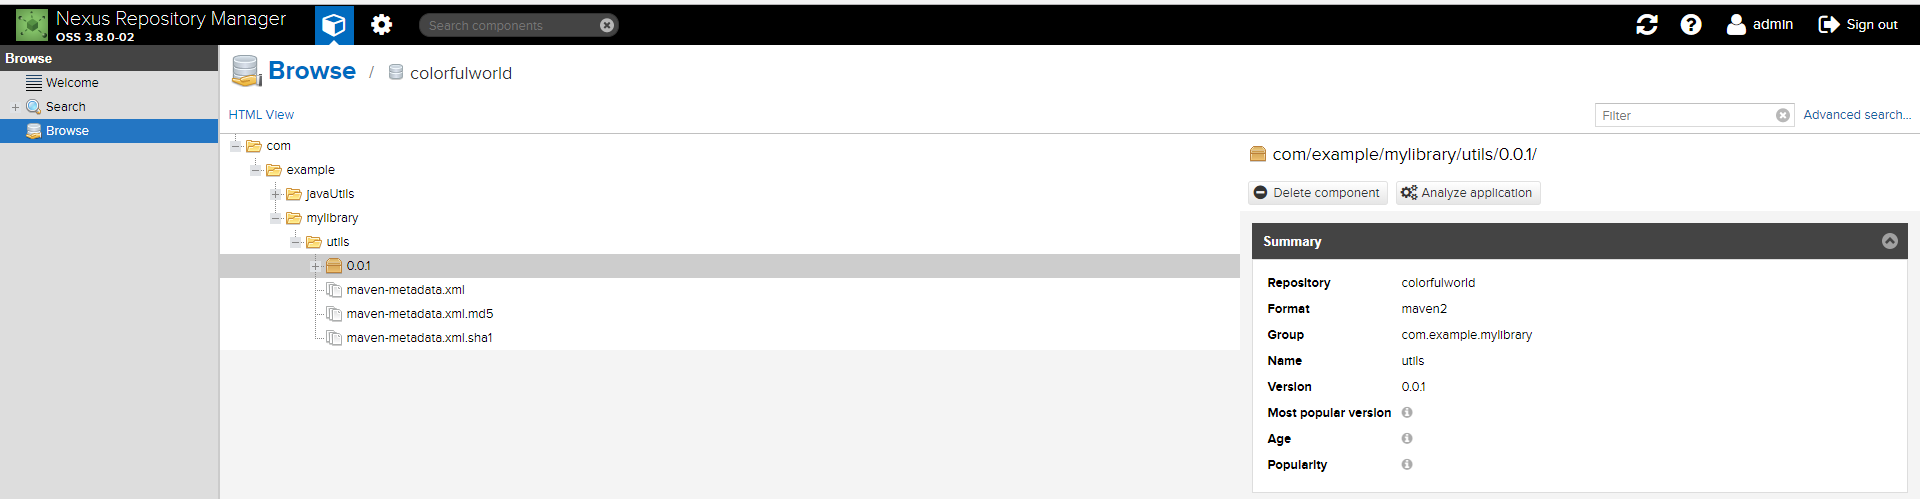 Nexus Repository Manager
OSS 3.8.0-02
Search components
admin
Sign out
Browse
Welcome
Search
Browse
Browse / colorfulworld
HTML View
Filter
Advanced search...
com
example
javaUtils
mylibrary
utils
0.0.1
maven-metadata.xml
maven-metadata.xml.md5
maven-metadata.xml.sha1
com/example/mylibrary/utils/0.0.1/
Delete component
Analyze application
Summary
Repository colorfulworld
Format maven2
Group com.example.mylibrary
Name utils
Version 0.0.1
Most popular version
Age
Popularity